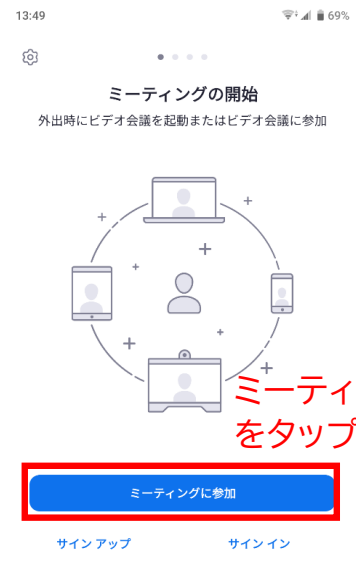 13:49 69%
ミーティングの開始
外出時にビデオ会議を起動またはビデオ会議に参加
ミーティ
をタップ
ミーティングに参加
サイン アップ サイン イン